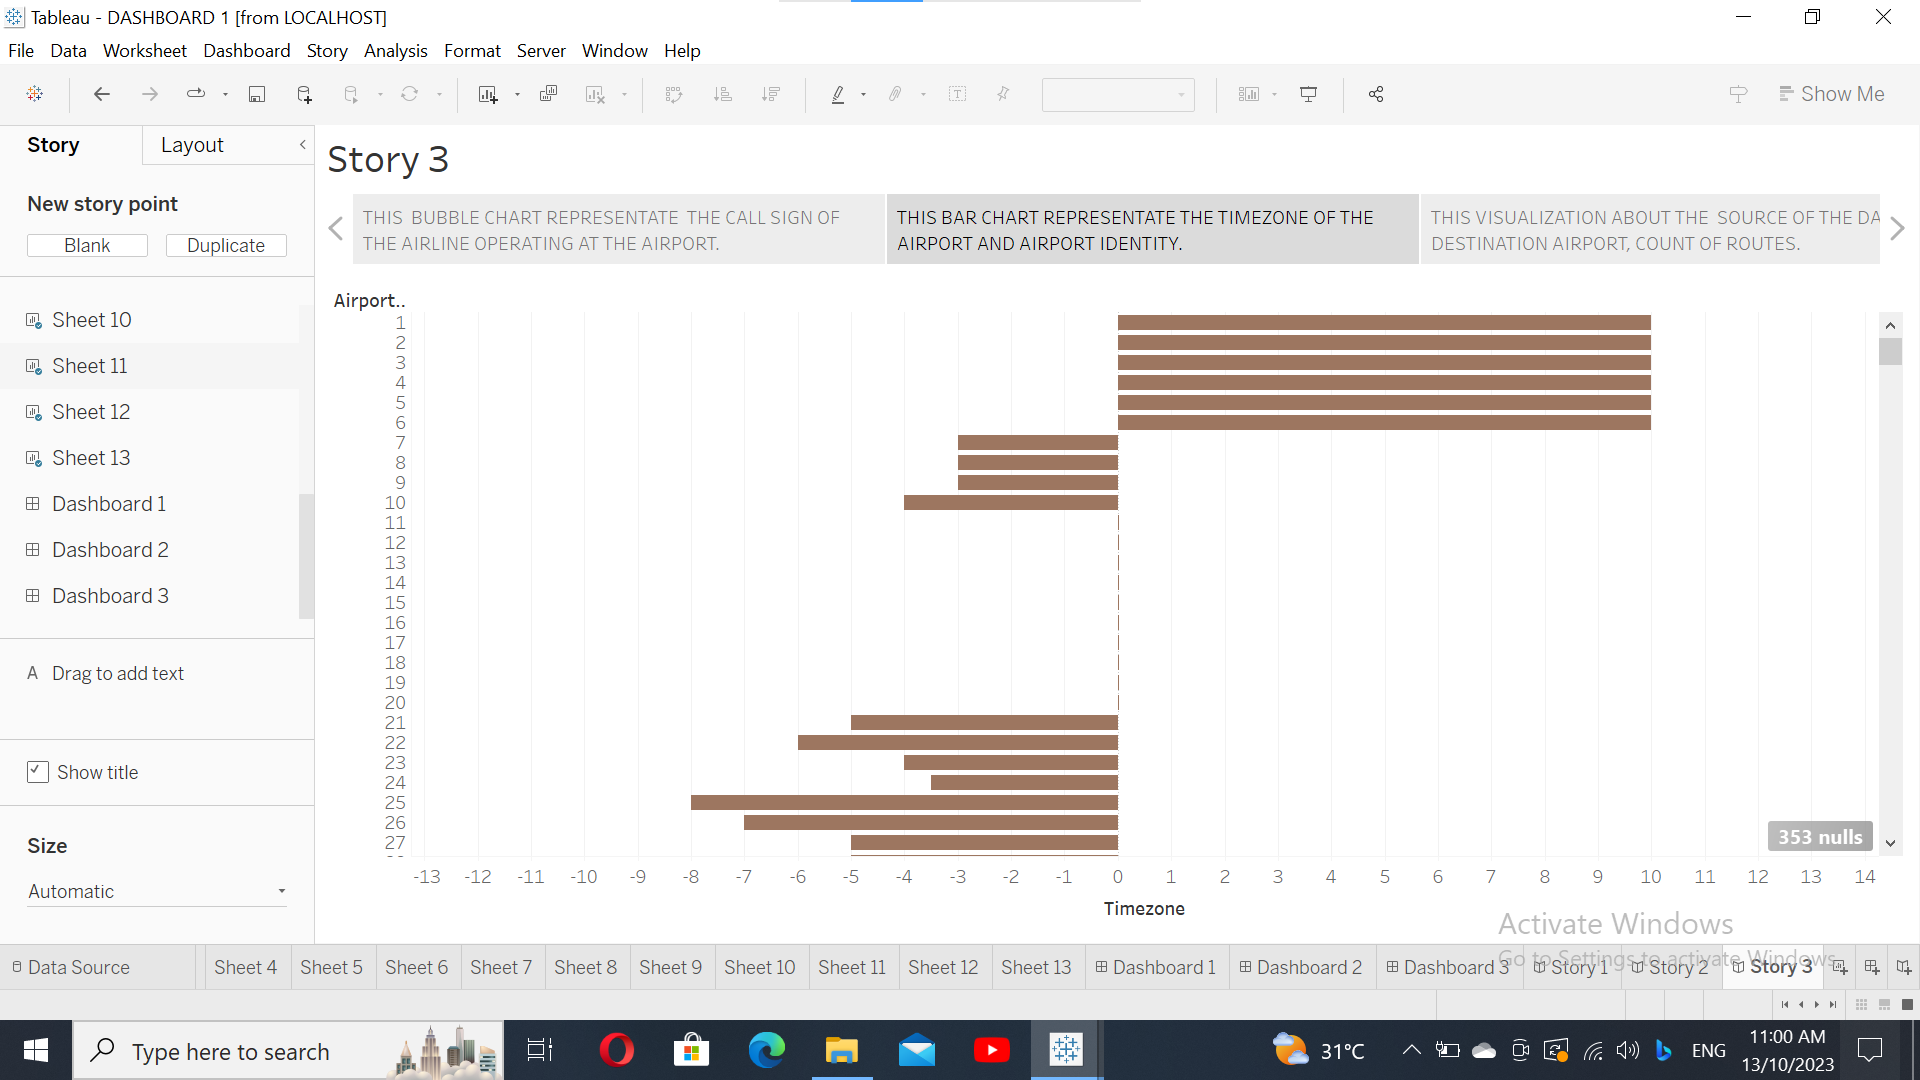 Tableau - DASHBOARD 1 [from LOCALHOST]
File Data Worksheet Dashboard Story Analysis Format Server Window Help
Show Me
Story Layout
New story point
Blank Duplicate
Sheet 10
Sheet 11
Sheet 12
Sheet 13
Dashboard 1
Dashboard 2
Dashboard 3
A Drag to add text
Show title
Size
Automatic
Story 3
THIS BUBBLE CHART REPRESENTATE THE CALL SIGN OF
THE AIRLINE OPERATING AT THE AIRPORT.
THIS BAR CHART REPRESENTATE THE TIMEZONE OF THE
AIRPORT AND AIRPORT IDENTITY.
THIS VISUALIZATION ABOUT THE SOURCE OF THE DA
DESTINATION AIRPORT, COUNT OF ROUTES.
Airport..
1
2
3
4
5
6
7
8
9
10
11
12
13
14
15
16
17
18
19
20
21
22
23
24
25
26
27
353 nulls
-13 -12 -11 -10 -9 -8 -7 -6 -5 -4 -3 -2 -1 0 1 2 3 4 5 6 7 8 9 10 11 12 13 14
Timezone
Activate Windows
Go to Settings to activate Windows.
Data Source Sheet 4 Sheet 5 Sheet 6 Sheet 7 Sheet 8 Sheet 9 Sheet 10 Sheet 11 Sheet 12 Sheet 13 Dashboard 1 Dashboard 2 Dashboard 3 Story 1 Story 2 Story 3
Type here to search
31°C
ENG
11:00 AM
13/10/2023